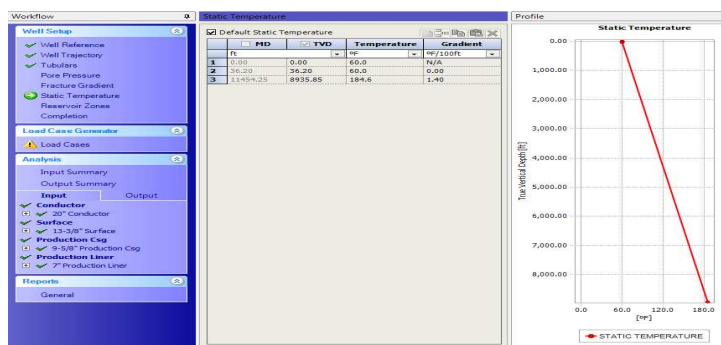 Workflow
Well Setup
Well Reference
Well Trajectory
Tubulars
Pore Pressure
Fracture Gradient
Static Temperature
Reservoir Zones
Completion
Load Case Generator
Load Cases
Analysis
Input Summary
Output Summary
Input Output
Conductor
20" Conductor
Surface
13-3/8" Surface
Production Csg
9-5/8" Production Csg
Production Liner
7" Production Liner
Reports
General
Static Temperature
Default Static Temperature
MD TVD Temperature Gradient
ft ºF ºF/100ft
1 0.00 0.00 60.0 N/A
2 36.20 36.20 60.0 0.00
3 11454.25 8935.85 184.6 1.40
Profile
Static Temperature
0.00
1,000.00
2,000.00
3,000.00
4,000.00
5,000.00
6,000.00
7,000.00
8,000.00
True Vertical Depth [ft]
0.0 60.0 120.0 180.0
[ºF]
STATIC TEMPERATURE